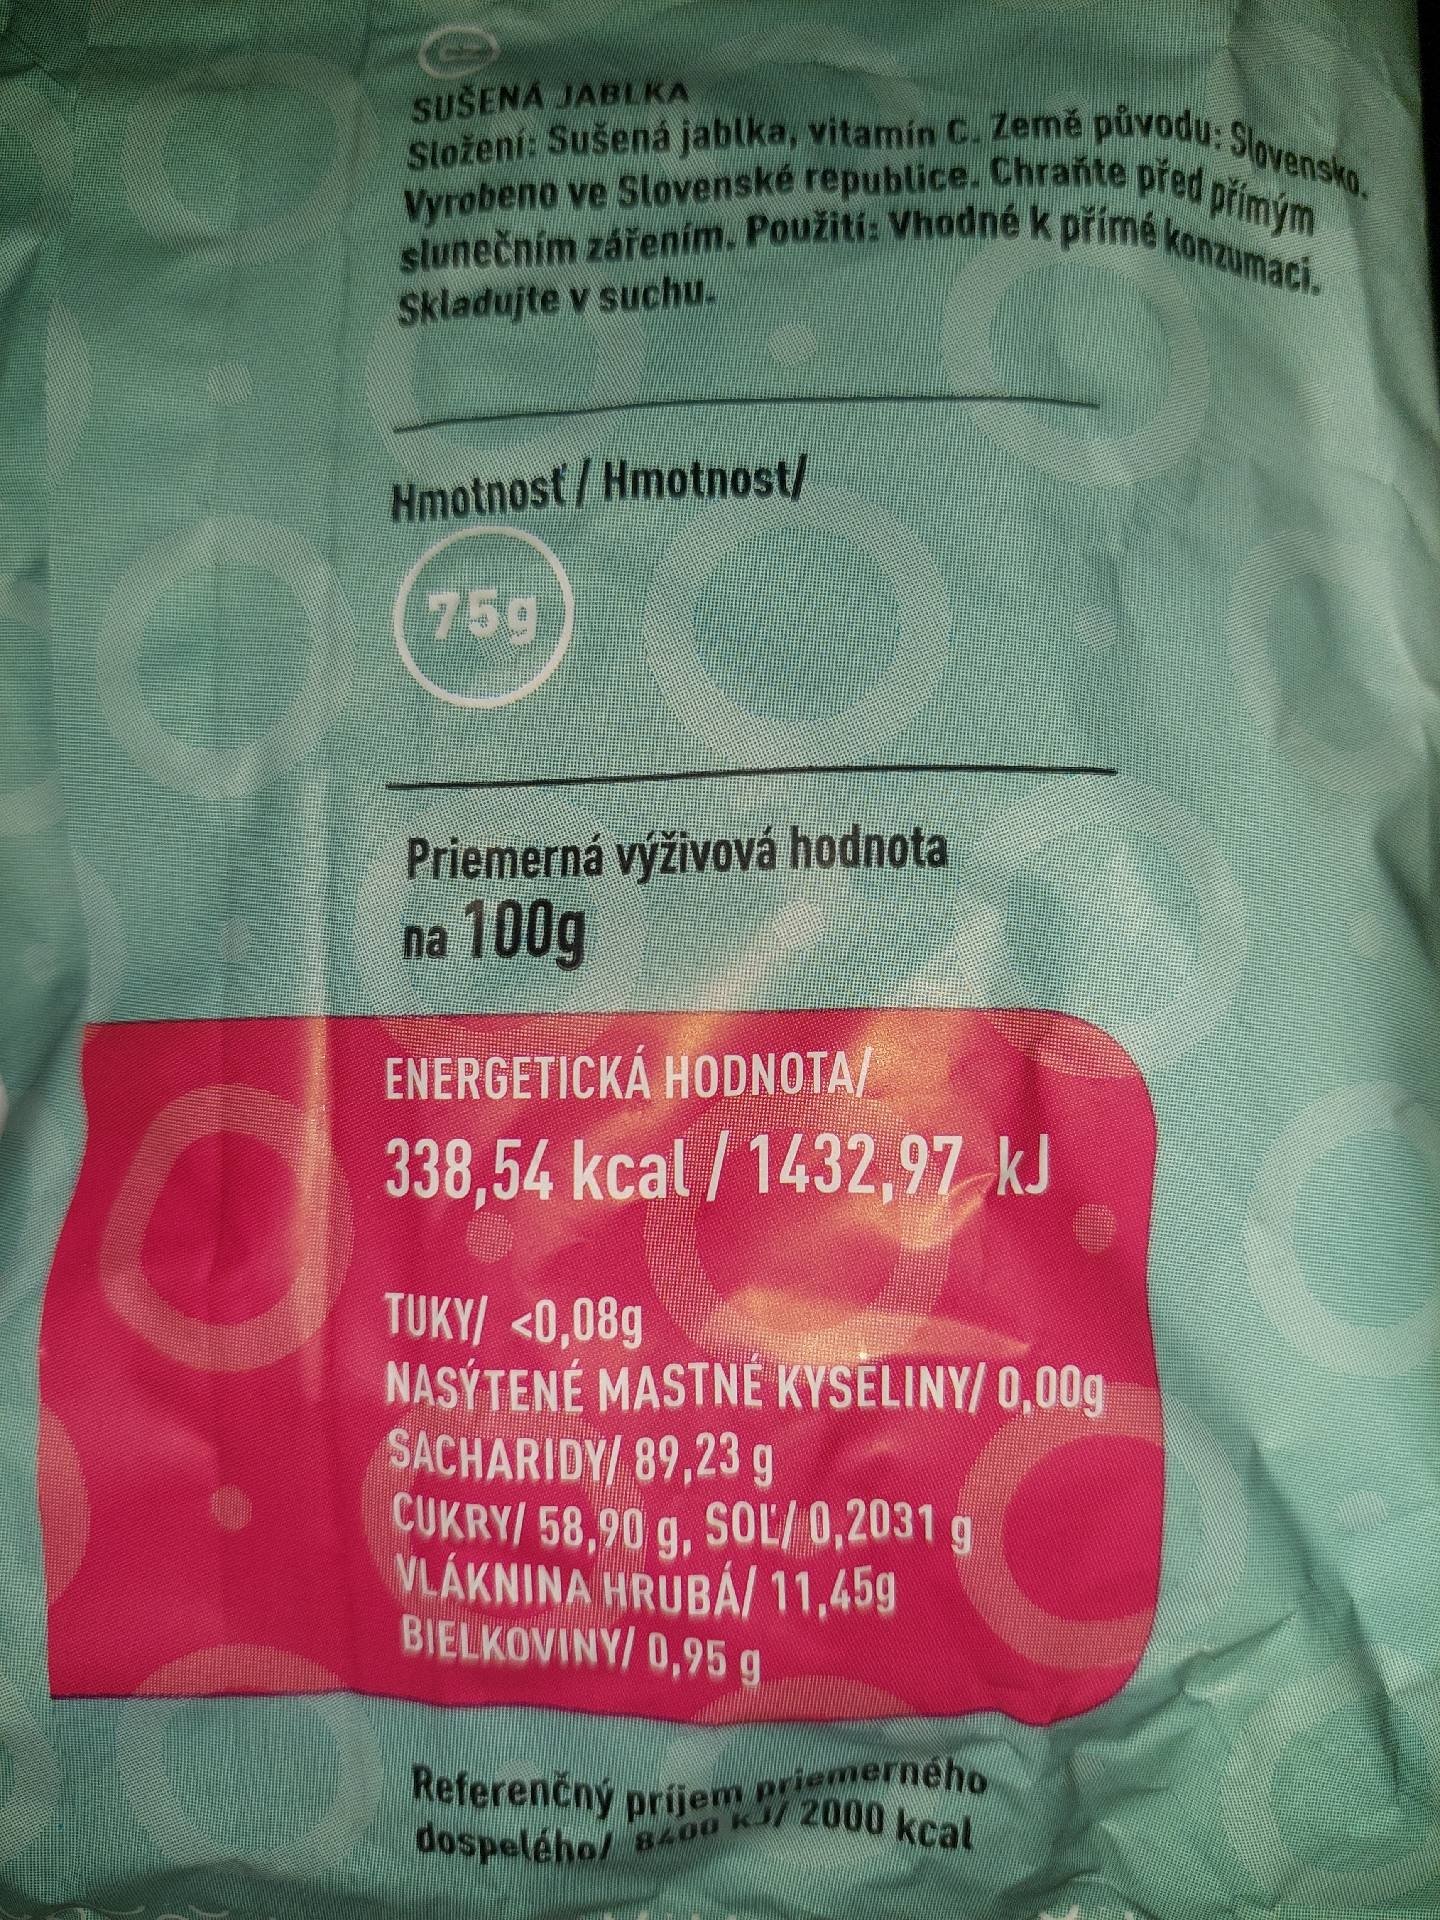 SUŠENÁ JABLKA
Složení: Sušená jablka, vitamín C. Země původu: Slovensko.
Vyrobeno ve Slovenské republice. Chraňte před přímým
slunečním zářením. Použití: Vhodné k přímé konzumaci.
Skladujte v suchu.
Hmotnosť / Hmotnost/
75g
Priemerná výživová hodnota
na 100g
ENERGETICKÁ HODNOTA/
338,54 kcal / 1432,97 kJ
TUKY/ <0,08g
NASÝTENÉ MASTNÉ KYSELINY/ 0,00g
SACHARIDY/ 89,23 g
CUKRY/ 58,90 g, SOĽ/ 0,2031 g
VLÁKNINA HRUBÁ/ 11,45g
BIELKOVINY/ 0,95 g
Referenčný príjem priemerného
dospelého/ 8400 kJ/ 2000 kcal